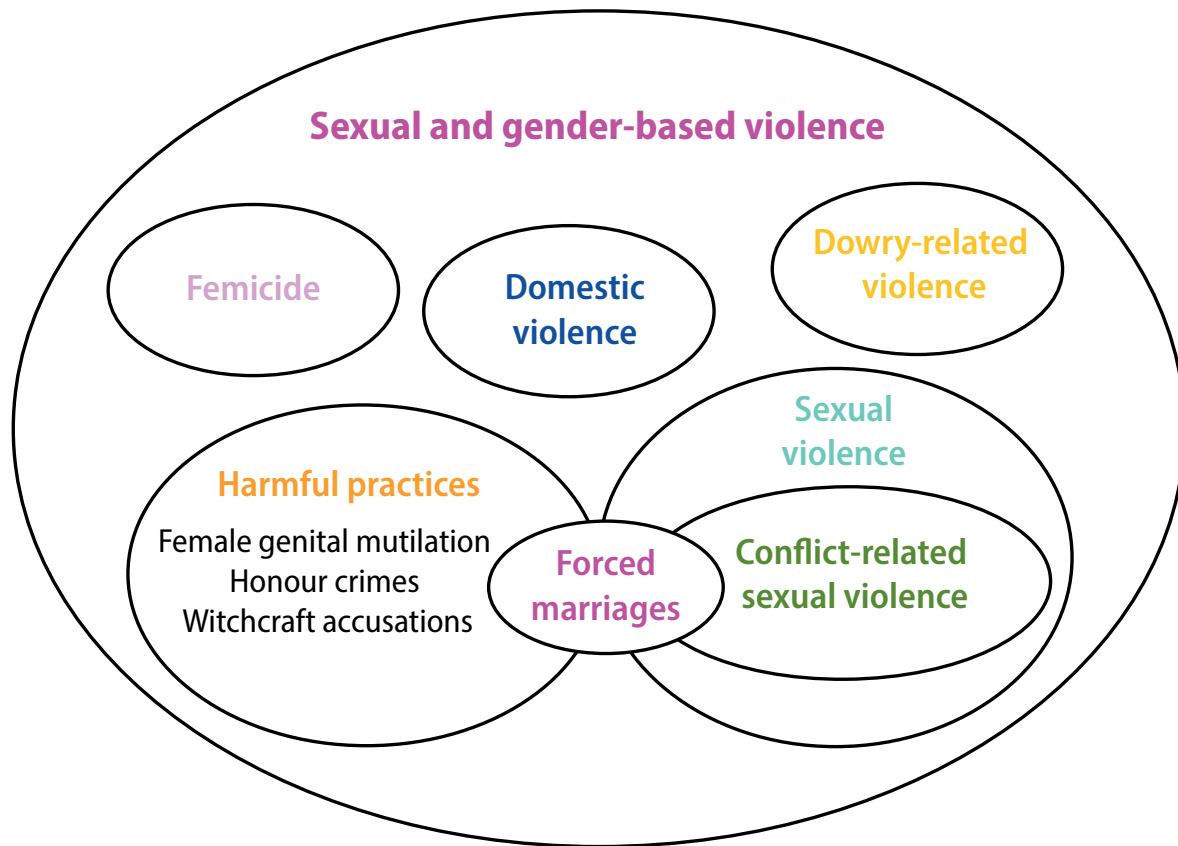 Sexual and gender-based violence
Femicide
Domestic
violence
Dowry-related
violence
Harmful practices
Female genital mutilation
Honour crimes
Witchcraft accusations
Forced
marriages
Sexual
violence
Conflict-related
sexual violence